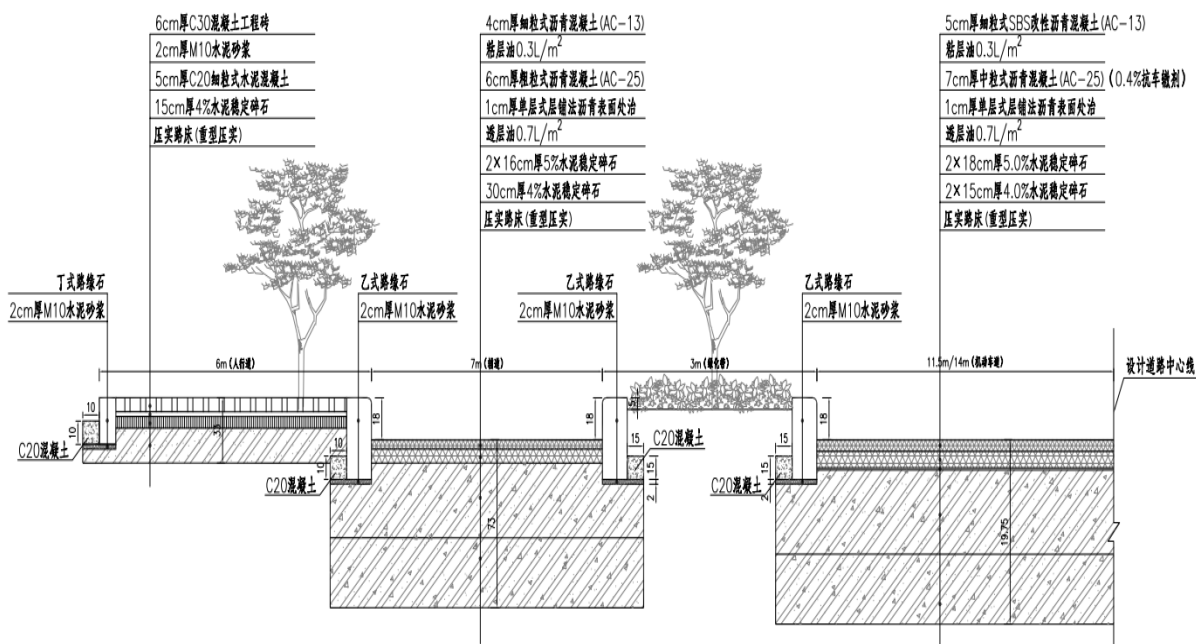 6cm厚C30混凝土工程砖
2cm厚M10水泥砂浆
5cm厚C20细粒式水泥混凝土
15cm厚4%水泥稳定碎石
压实路床(重型压实)
4cm厚细粒式沥青混凝土(AC-13)
粘层油0.3L/m²
6cm厚粗粒式沥青混凝土(AC-25)
1cm厚单层式层铺法沥青表面处治
透层油0.7L/m²
2×16cm厚5%水泥稳定碎石
30cm厚4%水泥稳定碎石
压实路床(重型压实)
5cm厚细粒式SBS改性沥青混凝土(AC-13)
粘层油0.3L/m²
7cm厚中粒式沥青混凝土(AC-25)(0.4%抗车辙剂)
1cm厚单层式层铺法沥青表面处治
透层油0.7L/m²
2×18cm厚5.0%水泥稳定碎石
2×15cm厚4.0%水泥稳定碎石
压实路床(重型压实)
丁式路缘石
2cm厚M10水泥砂浆
乙式路缘石
2cm厚M10水泥砂浆
乙式路缘石
2cm厚M10水泥砂浆
乙式路缘石
2cm厚M10水泥砂浆
6m(人行道)
7m(辅道)
3m(绿化带)
11.5m/14m(机动车道)
设计道路中心线
10
10
C20混凝土
33
18
10
10
C20混凝土
73
18
15
C20混凝土
15
2
5
15
15
C20混凝土
2
18
19.75